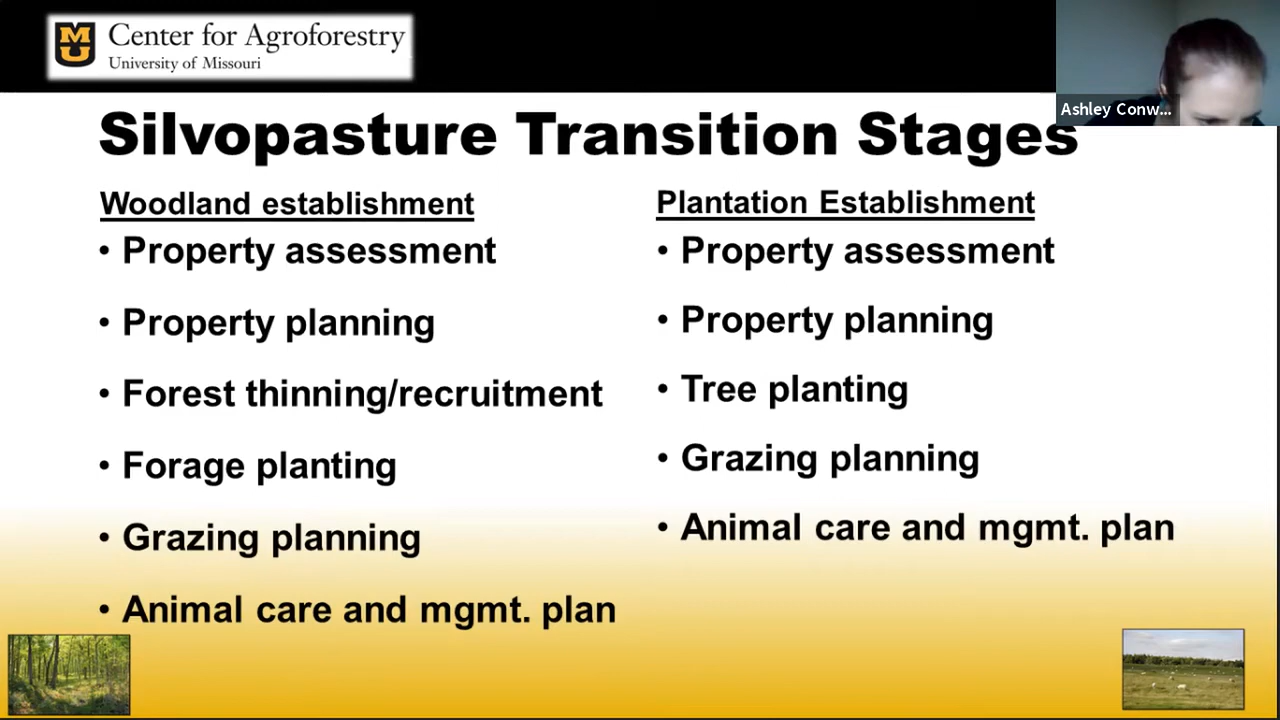 MU
Center for Agroforestry
University of Missouri
Ashley Conw...
Silvopasture Transition Stages
Woodland establishment
• Property assessment
• Property planning
• Forest thinning/recruitment
• Forage planting
• Grazing planning
• Animal care and mgmt. plan
Plantation Establishment
• Property assessment
• Property planning
• Tree planting
• Grazing planning
• Animal care and mgmt. plan